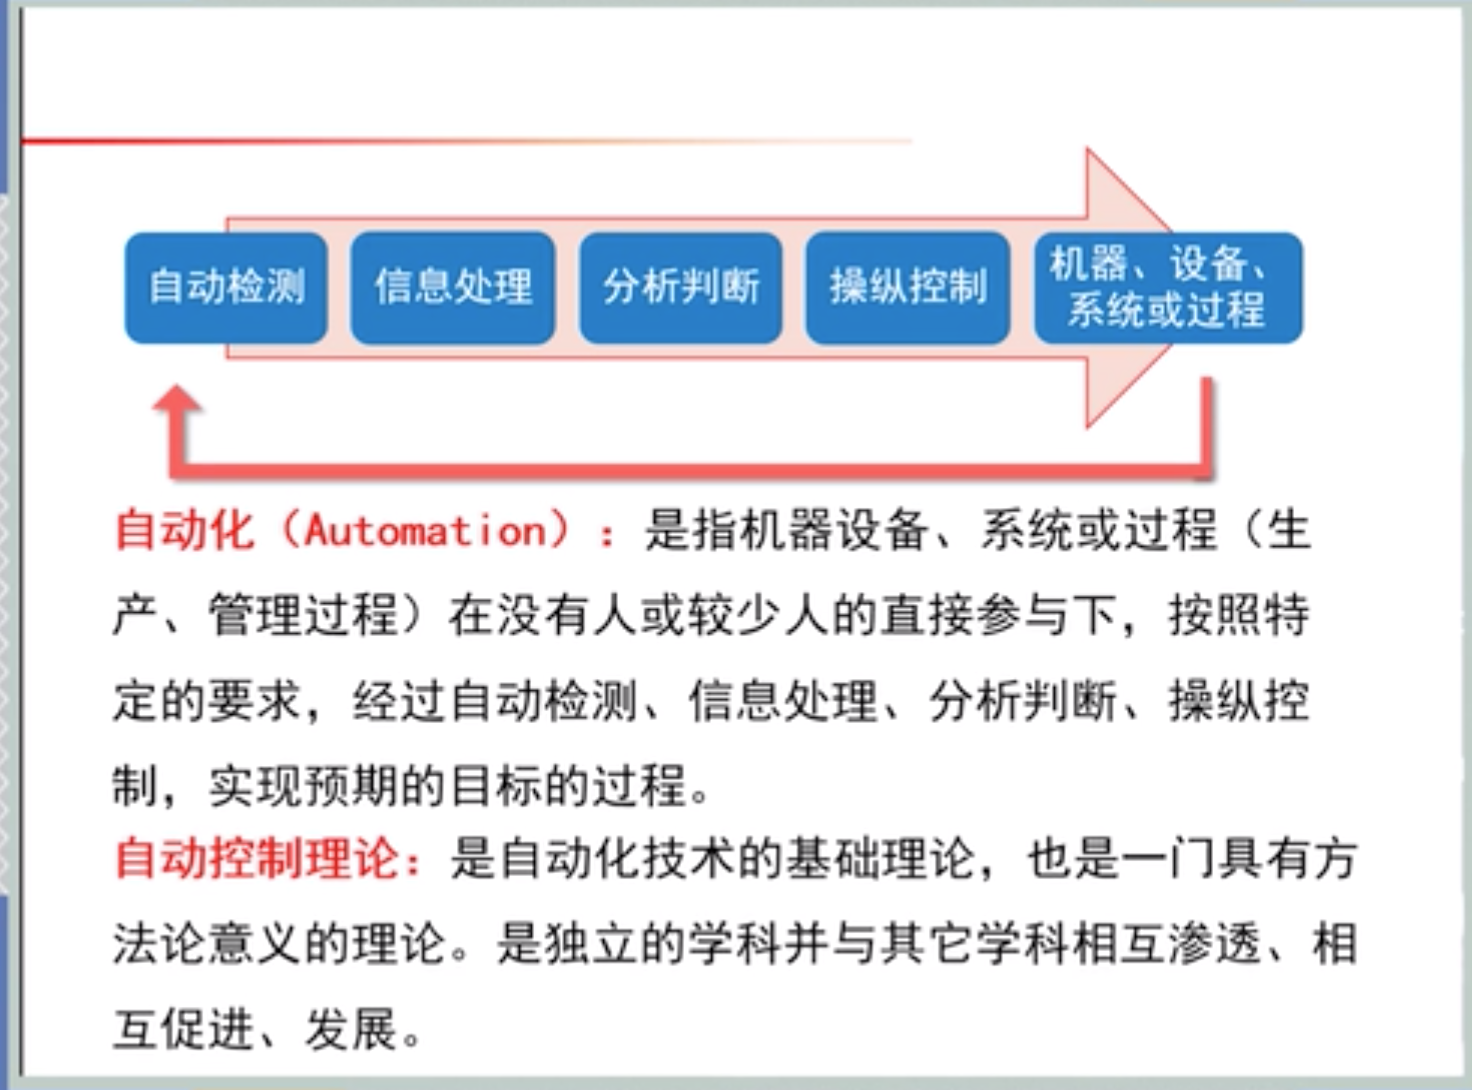 自动检测
信息处理
分析判断
操纵控制
机器、设备、
系统或过程
自动化（Automation）：是指机器设备、系统或过程（生
产、管理过程）在没有人或较少人的直接参与下，按照特
定的要求，经过自动检测、信息处理、分析判断、操纵控
制，实现预期的目标的过程。
自动控制理论：是自动化技术的基础理论，也是一门具有方
法论意义的理论。是独立的学科并与其它学科相互渗透、相
互促进、发展。